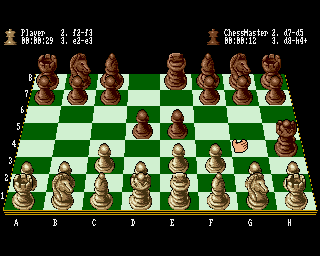 Player 2. f2-f3
00:00:29 3. e2-e3
ChessMaster 2. d7-d5
00:00:12 3. d8-h4+
8
7
6
5
4
3
2
1
A B C D E F G H